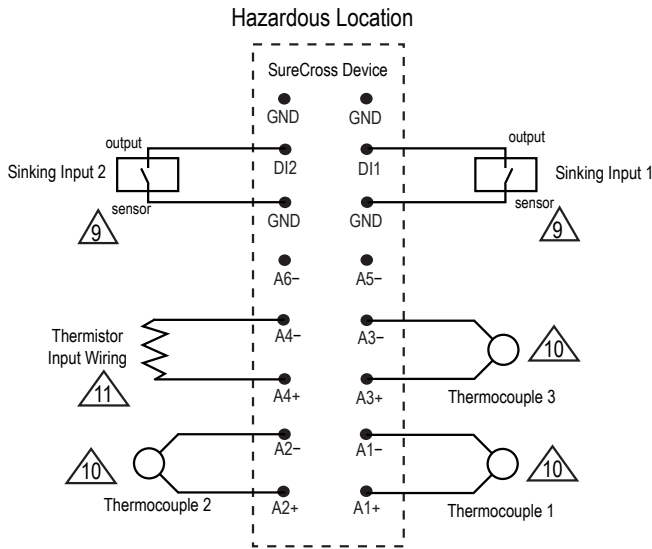 Hazardous Location
SureCross Device
GND GND
output output
Sinking Input 2 DI2 DI1 Sinking Input 1
sensor sensor
9 GND GND 9
A6− A5−
Thermistor A4− A3− 10
Input Wiring
11 A4+ A3+ Thermocouple 3
10 A2− A1− 10
Thermocouple 2 A2+ A1+ Thermocouple 1